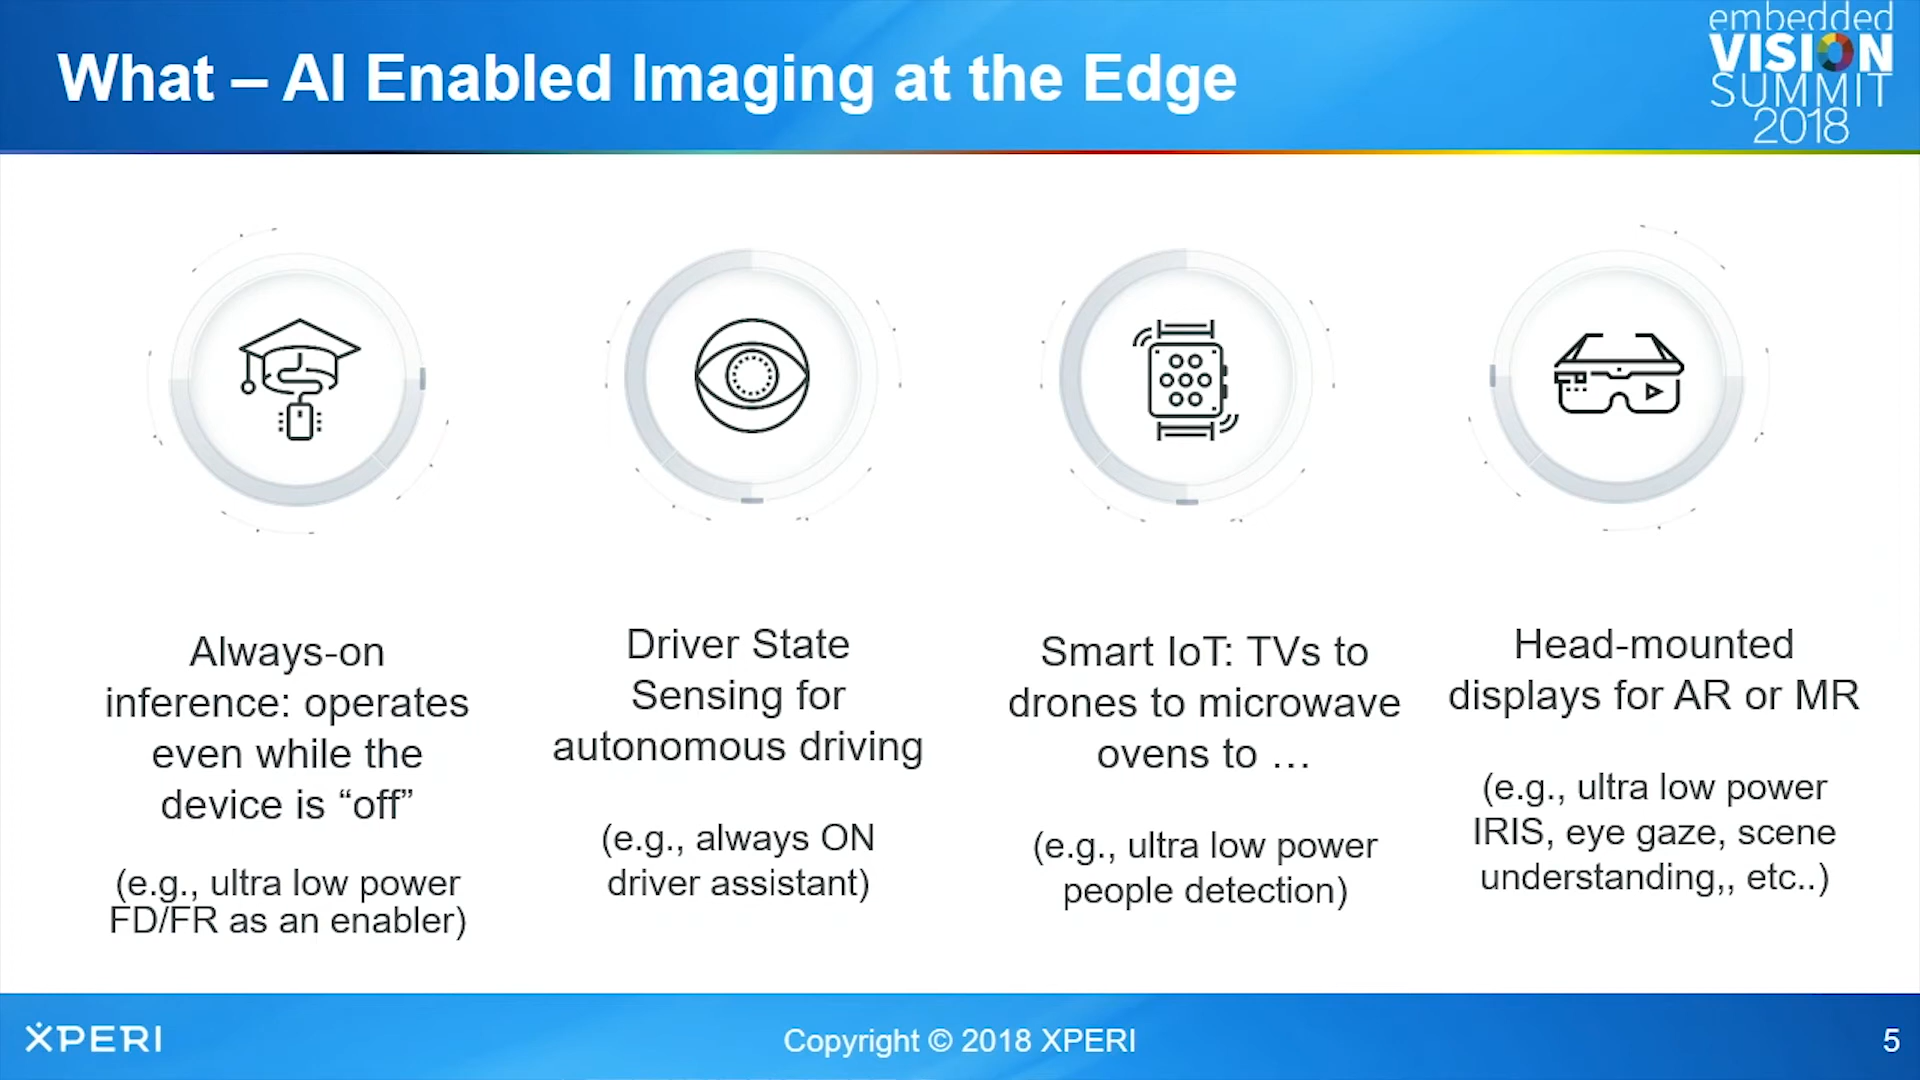 What – AI Enabled Imaging at the Edge
embedded
VISION
SUMMIT
2018
Always-on
inference: operates
even while the
device is “off”
(e.g., ultra low power
FD/FR as an enabler)
Driver State
Sensing for
autonomous driving
(e.g., always ON
driver assistant)
Smart IoT: TVs to
drones to microwave
ovens to …
(e.g., ultra low power
people detection)
Head-mounted
displays for AR or MR
(e.g., ultra low power
IRIS, eye gaze, scene
understanding,, etc..)
XPERI
Copyright © 2018 XPERI
5